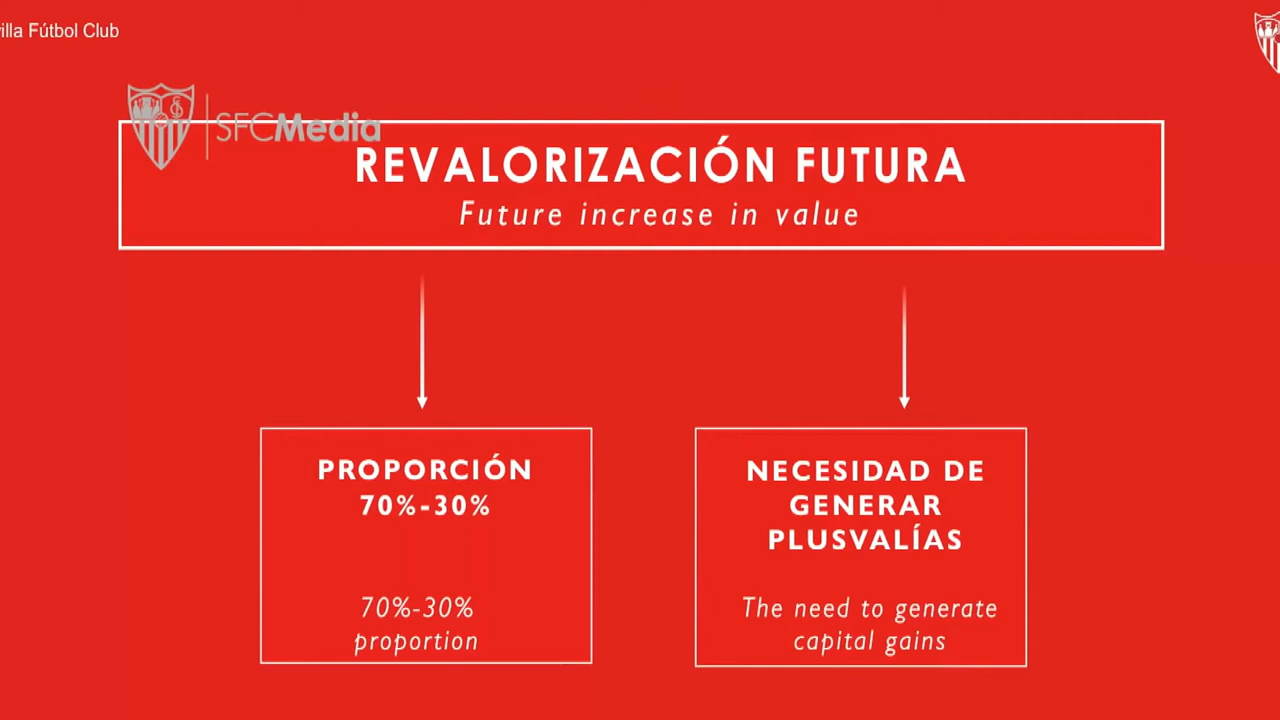 illa Fútbol Club
SFCMedia
REVALORIZACIÓN FUTURA
Future increase in value
PROPORCIÓN
70%-30%
70%-30%
proportion
NECESIDAD DE
GENERAR
PLUSVALÍAS
The need to generate
capital gains